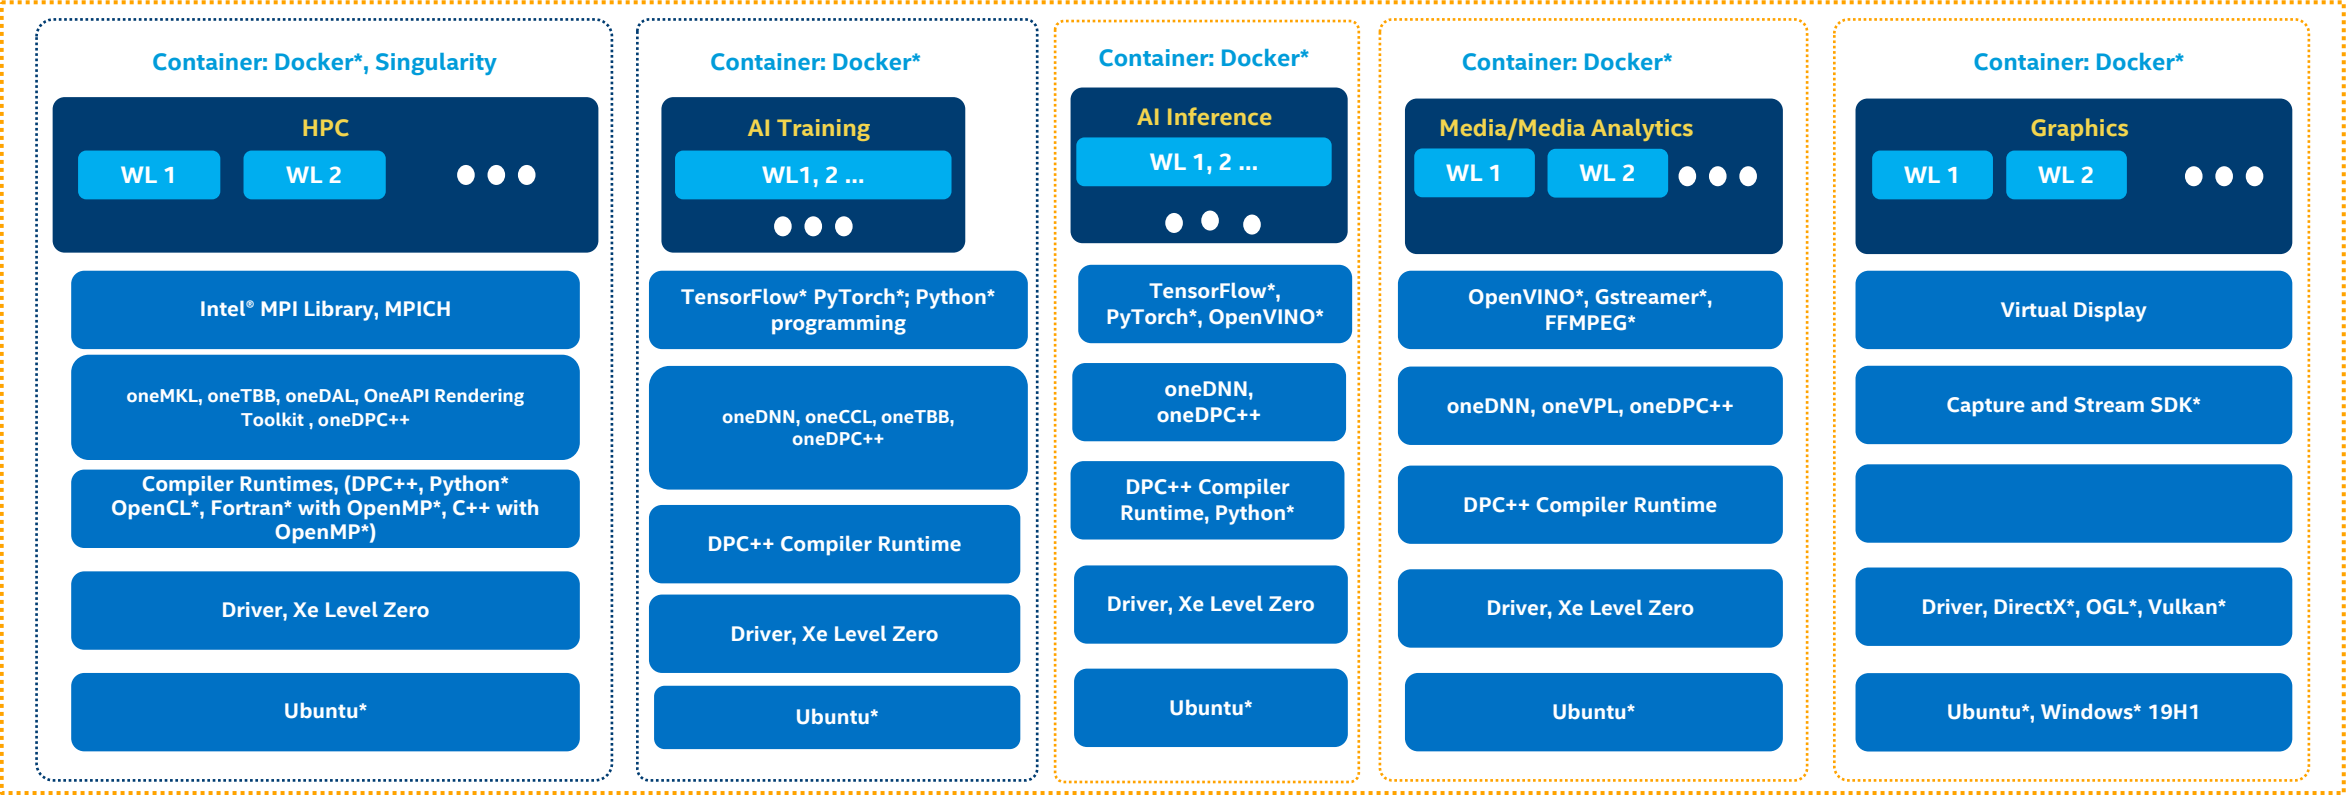 Container: Docker*, Singularity
HPC
WL 1
WL 2
Intel® MPI Library, MPICH
oneMKL, oneTBB, oneDAL, OneAPI Rendering
Toolkit , oneDPC++
Compiler Runtimes, (DPC++, Python*
OpenCL*, Fortran* with OpenMP*, C++ with
OpenMP*)
Driver, Xe Level Zero
Ubuntu*
Container: Docker*
AI Training
WL1, 2 ...
TensorFlow* PyTorch*; Python*
programming
oneDNN, oneCCL, oneTBB,
oneDPC++
DPC++ Compiler Runtime
Driver, Xe Level Zero
Ubuntu*
Container: Docker*
AI Inference
WL 1, 2 ...
TensorFlow*,
PyTorch*, OpenVINO*
oneDNN,
oneDPC++
DPC++ Compiler
Runtime, Python*
Driver, Xe Level Zero
Ubuntu*
Container: Docker*
Media/Media Analytics
WL 1
WL 2
OpenVINO*, Gstreamer*,
FFMPEG*
oneDNN, oneVPL, oneDPC++
DPC++ Compiler Runtime
Driver, Xe Level Zero
Ubuntu*
Container: Docker*
Graphics
WL 1
WL 2
Virtual Display
Capture and Stream SDK*
Driver, DirectX*, OGL*, Vulkan*
Ubuntu*, Windows* 19H1